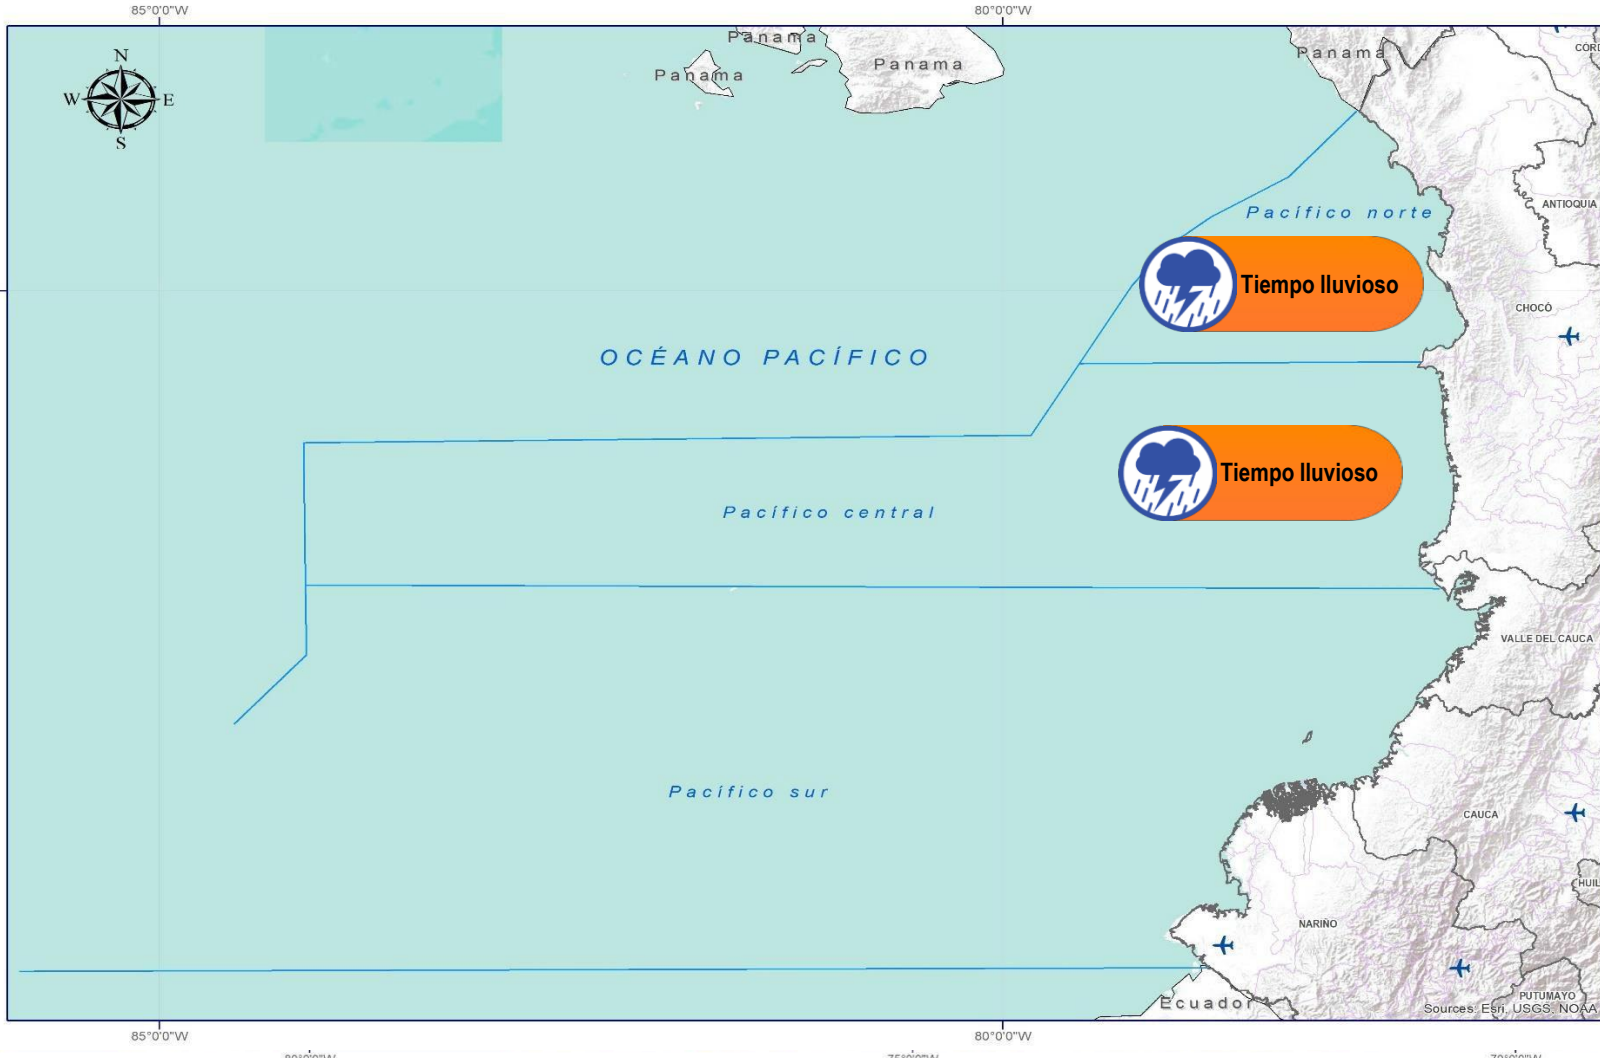 85°0'0"W
80°0'0"W
Panama
Panama
Panama
Panama
N
W
E
S
ANTIOQUIA
Pacífico norte
Tiempo lluvioso
CHOCÓ
OCÉANO PACÍFICO
Tiempo lluvioso
Pacífico central
VALLE DEL CAUCA
Pacífico sur
CAUCA
NARIÑO
PUTUMAYO
Ecuador
Sources: Esri, USGS, NOAA
85°0'0"W
80°0'0"W